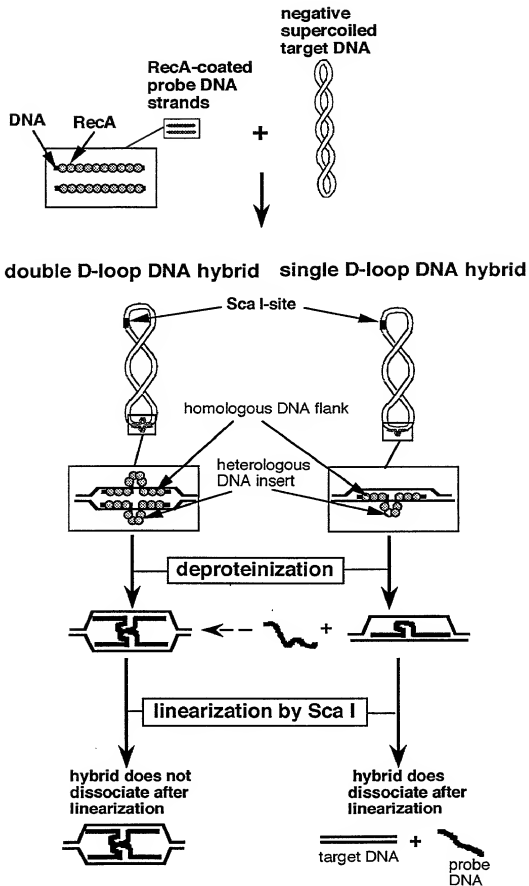 negative
supercoiled
target DNA
RecA-coated
probe DNA
strands
DNA
RecA
+
double D-loop DNA hybrid
single D-loop DNA hybrid
Sca I-site
homologous DNA flank
heterologous
DNA insert
deproteinization
+
linearization by Sca I
hybrid does not
dissociate after
linearization
hybrid does
dissociate after
linearization
+
target DNA
probe
DNA